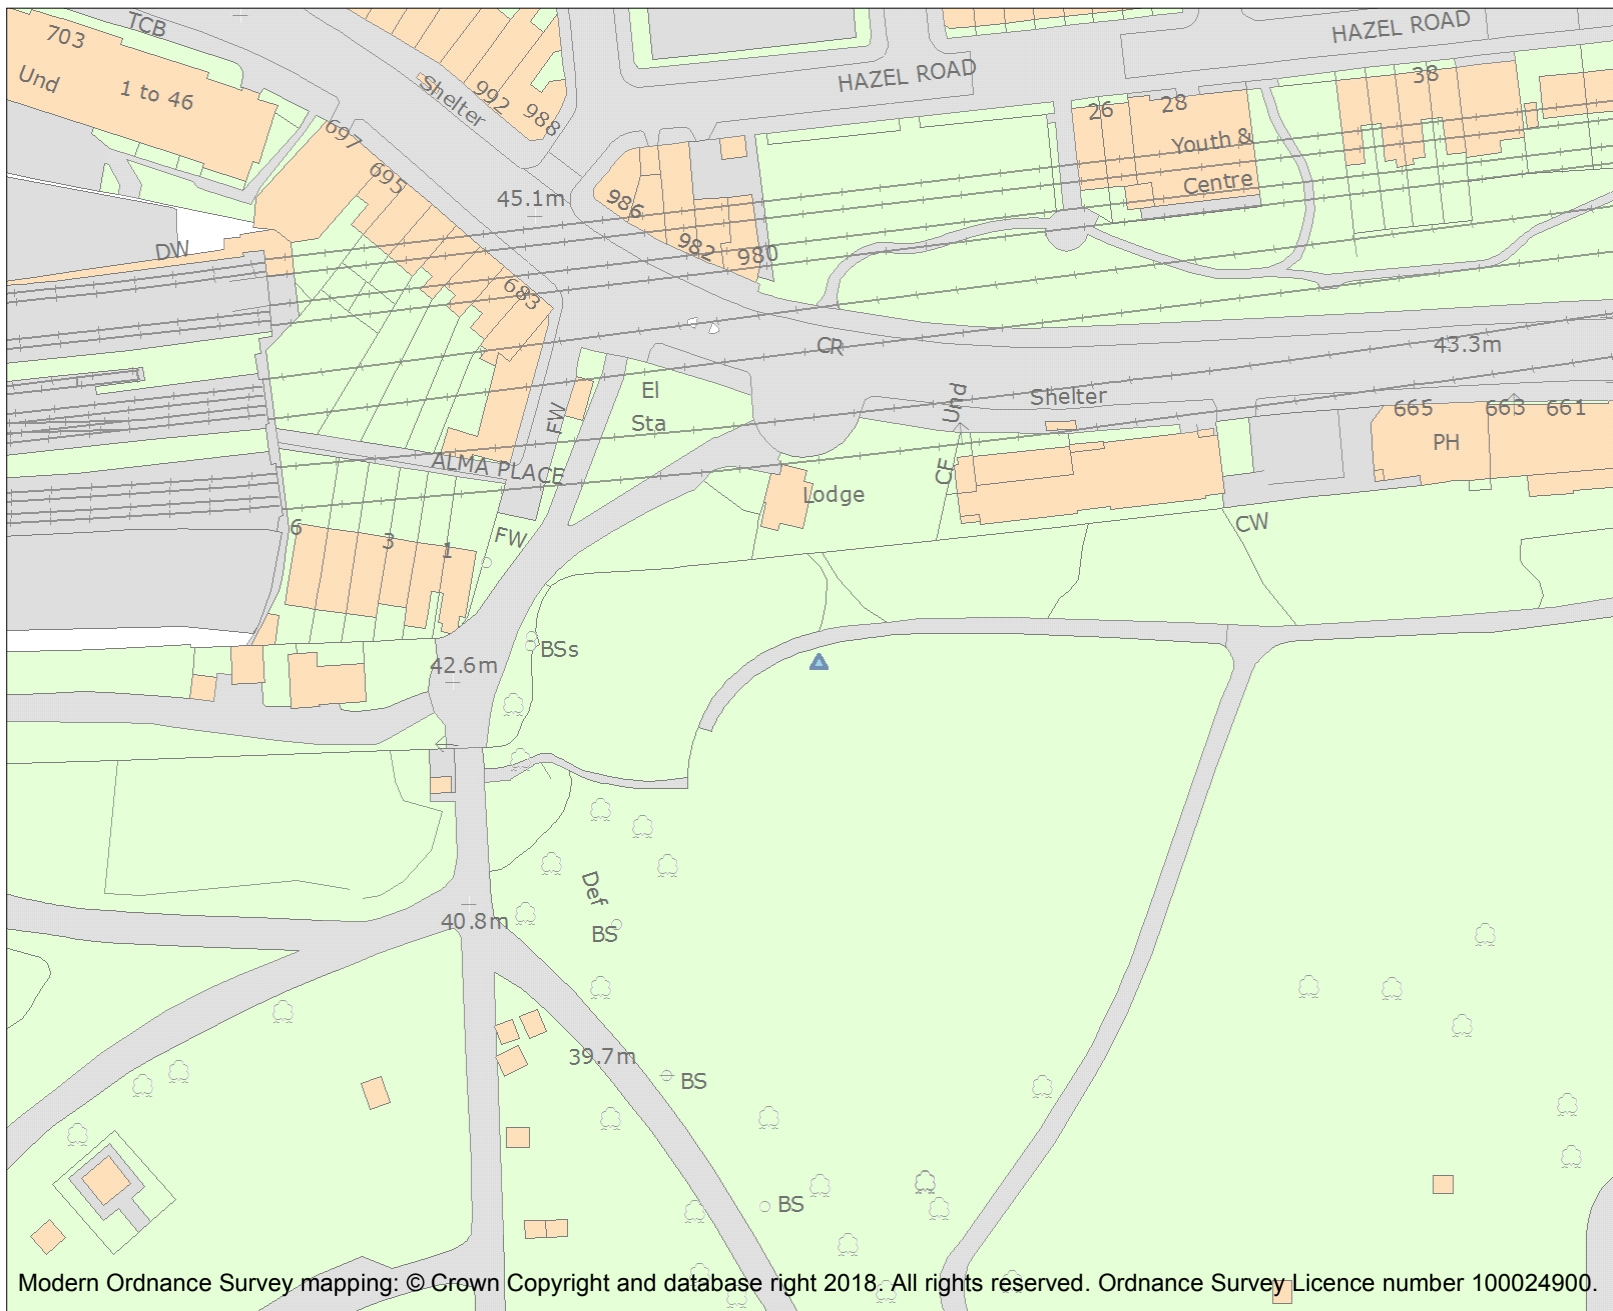 TCB
703
HAZEL ROAD
Und
1 to 46
Shelter
992
988
HAZEL ROAD
38
26
28
697
Youth &
695
Centre
45.1m
986
DW
982
980
683
CR
43.3m
El
Sta
FW
Und
Shelter
665
663
661
PH
ALMA PLACE
CE
Lodge
6
3
1
FW
CW
BSs
42.6m
Def
40.8m
BS
39.7m
BS
BS
Modern Ordnance Survey mapping: © Crown Copyright and database right 2018. All rights reserved. Ordnance Survey Licence number 100024900.